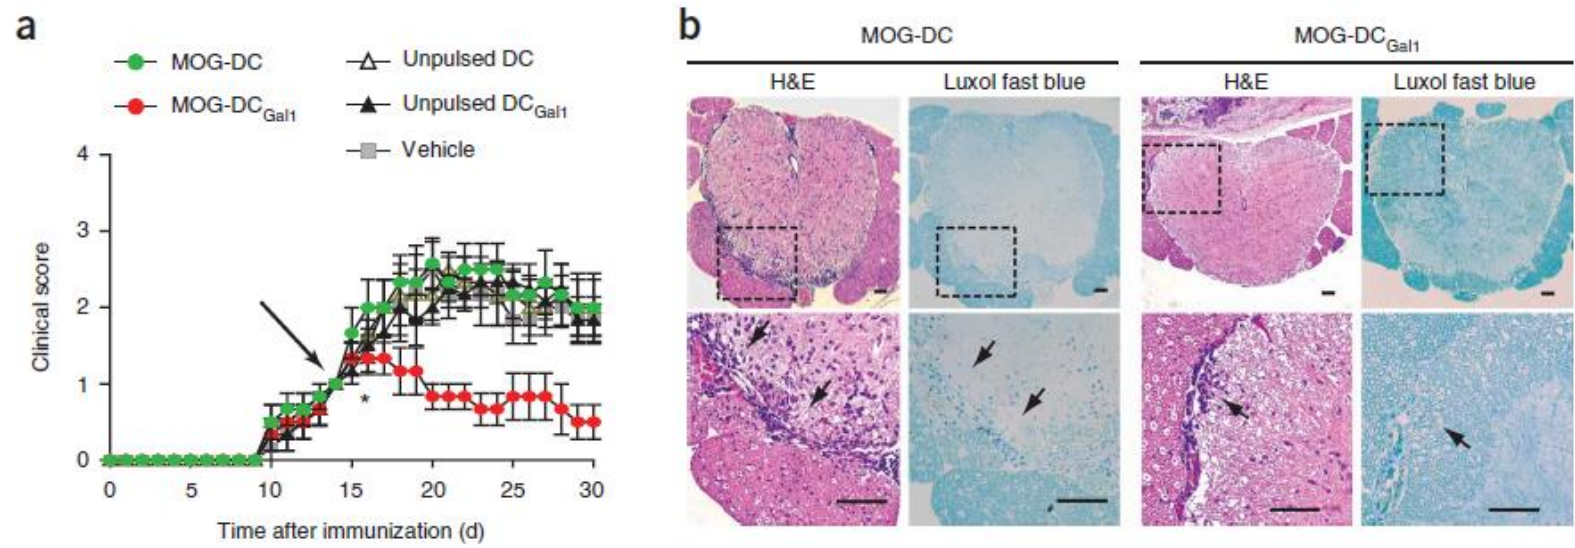 a
MOG-DC
MOG-DCGal1
Unpulsed DC
Unpulsed DCGal1
Vehicle
4
3
2
1
0
Clinical score
*
0 5 10 15 20 25 30
Time after immunization (d)
b
MOG-DC
MOG-DCGal1
H&E
Luxol fast blue
H&E
Luxol fast blue